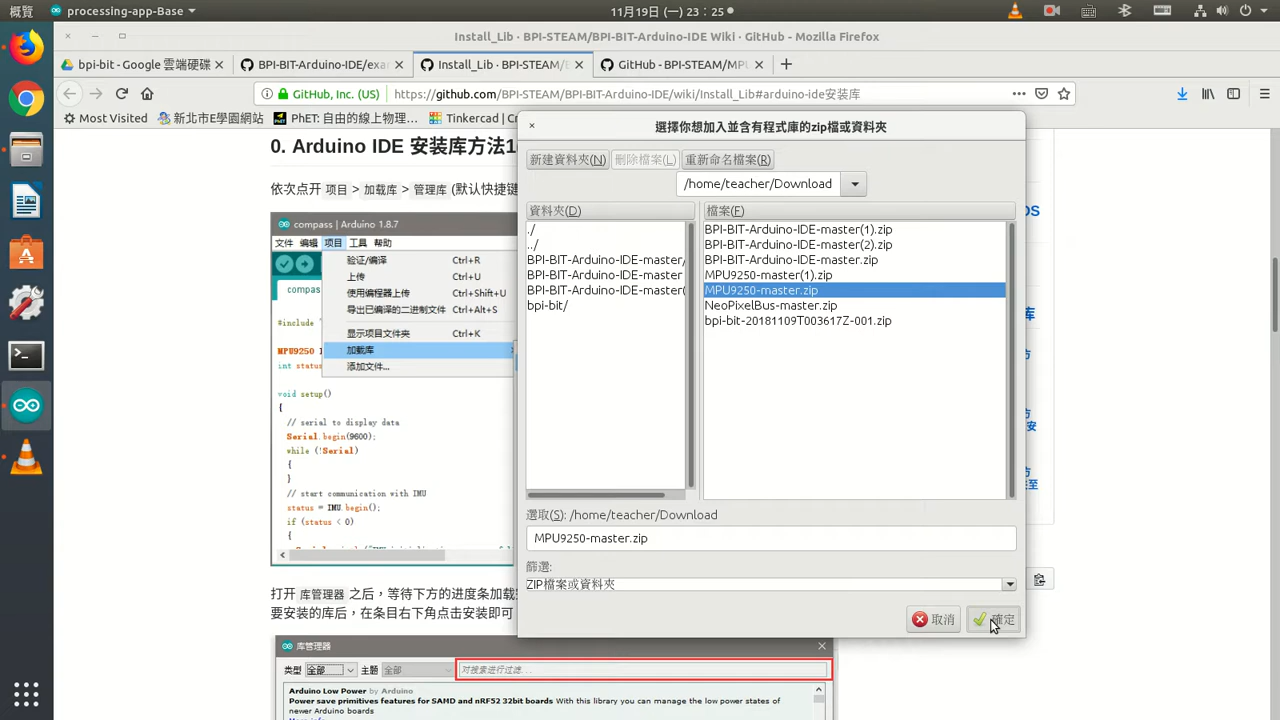 概覽
processing-app-Base
11月19日 (一) 23：25
Install_Lib · BPI-STEAM/BPI-BIT-Arduino-IDE Wiki · GitHub - Mozilla Firefox
bpi-bit - Google 雲端硬碟
BPI-BIT-Arduino-IDE/exa
Install_Lib · BPI-STEAM/
GitHub - BPI-STEAM/MPU
GitHub, Inc. (US)
https://github.com/BPI-STEAM/BPI-BIT-Arduino-IDE/wiki/Install_Lib#arduino-ide安装库
Most Visited
新北市E學園網站
PhET: 自由的線上物理...
Tinkercad | Cr
0. Arduino IDE 安装库方法1
依次点开 项目 > 加载库 > 管理库 (默认快捷键
compass | Arduino 1.8.7
文件 编辑 项目 工具 帮助
验证/编译 Ctrl+R
上传 Ctrl+U
使用编程器上传 Ctrl+Shift+U
导出已编译的二进制文件 Ctrl+Alt+S
显示项目文件夹 Ctrl+K
加载库
添加文件...
compass
#include
MPU9250 I
int status
void setup()
{
// serial to display data
Serial.begin(9600);
while (!Serial)
{
}
// start communication with IMU
status = IMU.begin();
if (status < 0)
{
打开 库管理器 之后，等待下方的进度条加载
要安装的库后，在条目右下角点击安装即可
库管理器
类型 全部 主题 全部 对搜索进行过滤...
Arduino Low Power by Arduino
Power save primitives features for SAMD and nRF52 32bit boards With this library you can manage the low power states of
newer Arduino boards
選擇你想加入並含有程式庫的zip檔或資料夾
新建資料夾(N) 刪除檔案(L) 重新命名檔案(R)
/home/teacher/Download
資料夾(D)
./
../
BPI-BIT-Arduino-IDE-master/
BPI-BIT-Arduino-IDE-master
BPI-BIT-Arduino-IDE-master(
bpi-bit/
檔案(F)
BPI-BIT-Arduino-IDE-master(1).zip
BPI-BIT-Arduino-IDE-master(2).zip
BPI-BIT-Arduino-IDE-master.zip
MPU9250-master(1).zip
MPU9250-master.zip
NeoPixelBus-master.zip
bpi-bit-20181109T003617Z-001.zip
選取(S): /home/teacher/Download
MPU9250-master.zip
篩選:
ZIP檔案或資料夾
取消
確定
OS
库
方
方
安
方
至